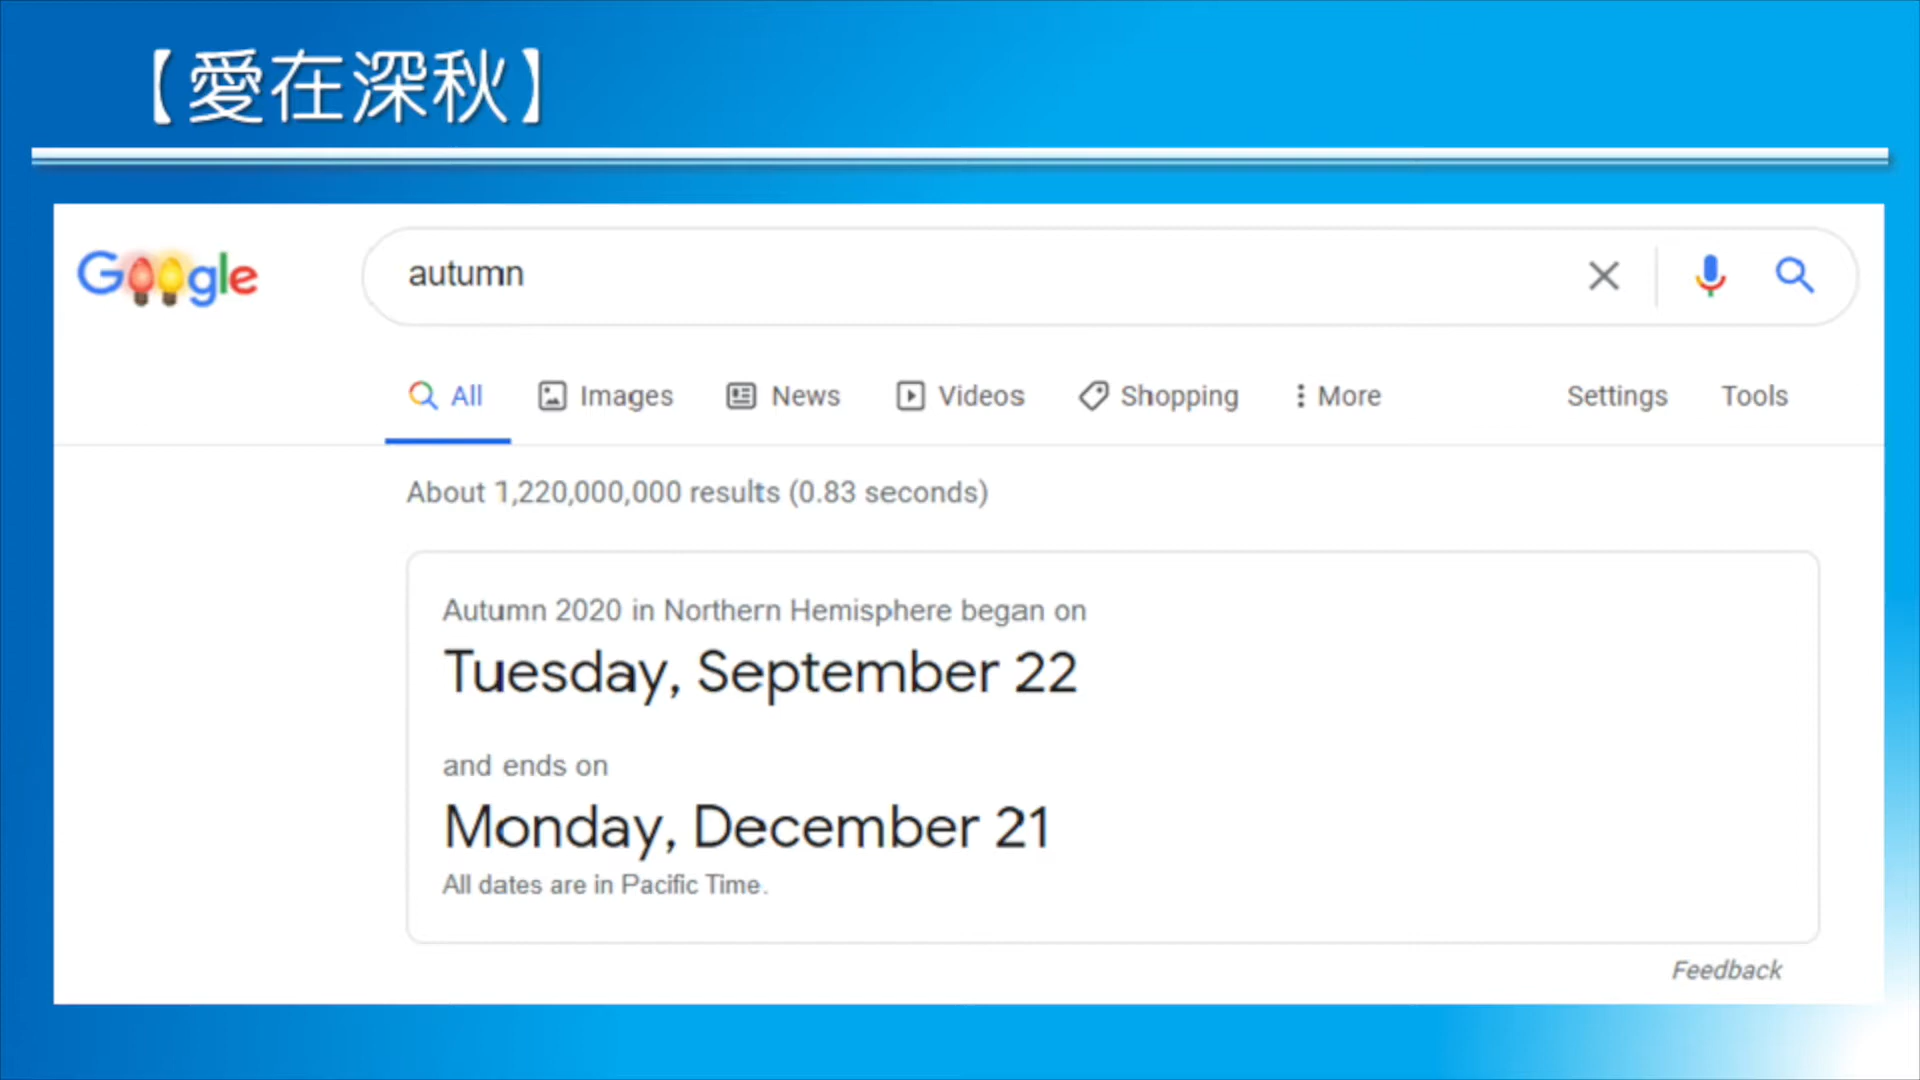 【愛在深秋】
Google
autumn
All Images News Videos Shopping More Settings Tools
About 1,220,000,000 results (0.83 seconds)
Autumn 2020 in Northern Hemisphere began on
Tuesday, September 22
and ends on
Monday, December 21
All dates are in Pacific Time.
Feedback